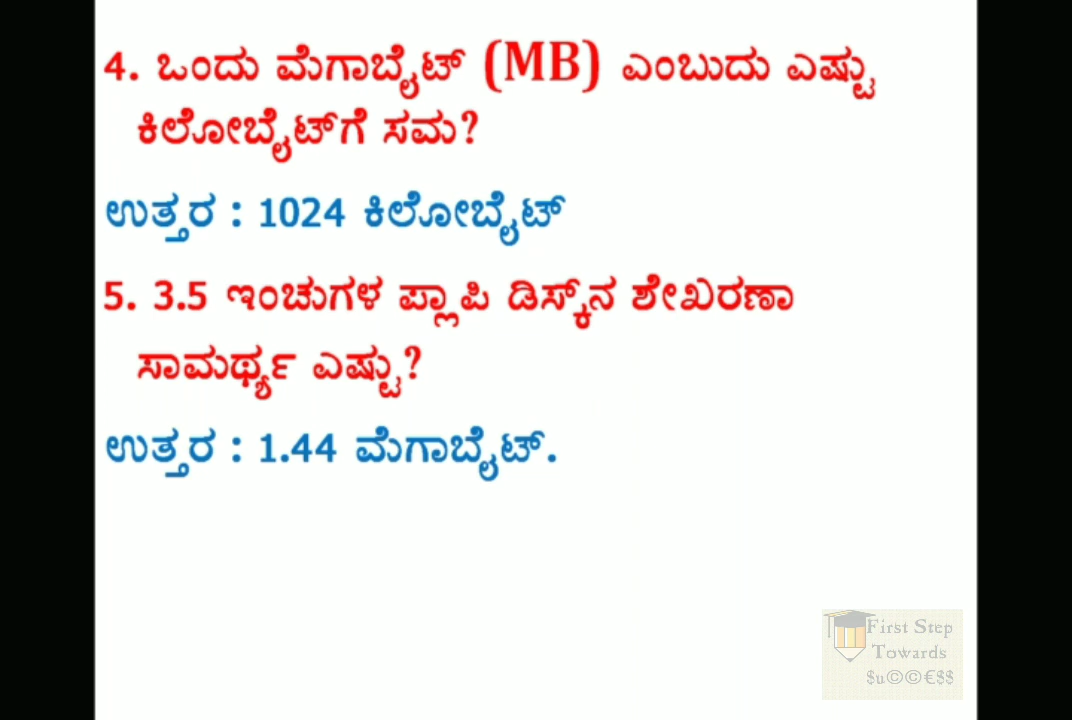 4. ಒಂದು ಮೆಗಾಬೈಟ್ (MB) ಎಂಬುದು ಎಷ್ಟು
ಕಿಲೋಬೈಟ್‌ಗೆ ಸಮ?
ಉತ್ತರ : 1024 ಕಿಲೋಬೈಟ್
5. 3.5 ಇಂಚುಗಳ ಪ್ಲಾಪಿ ಡಿಸ್ಕ್‌ನ ಶೇಖರಣಾ
ಸಾಮರ್ಥ್ಯ ಎಷ್ಟು?
ಉತ್ತರ : 1.44 ಮೆಗಾಬೈಟ್.
First Step
Towards
$u©©€$$